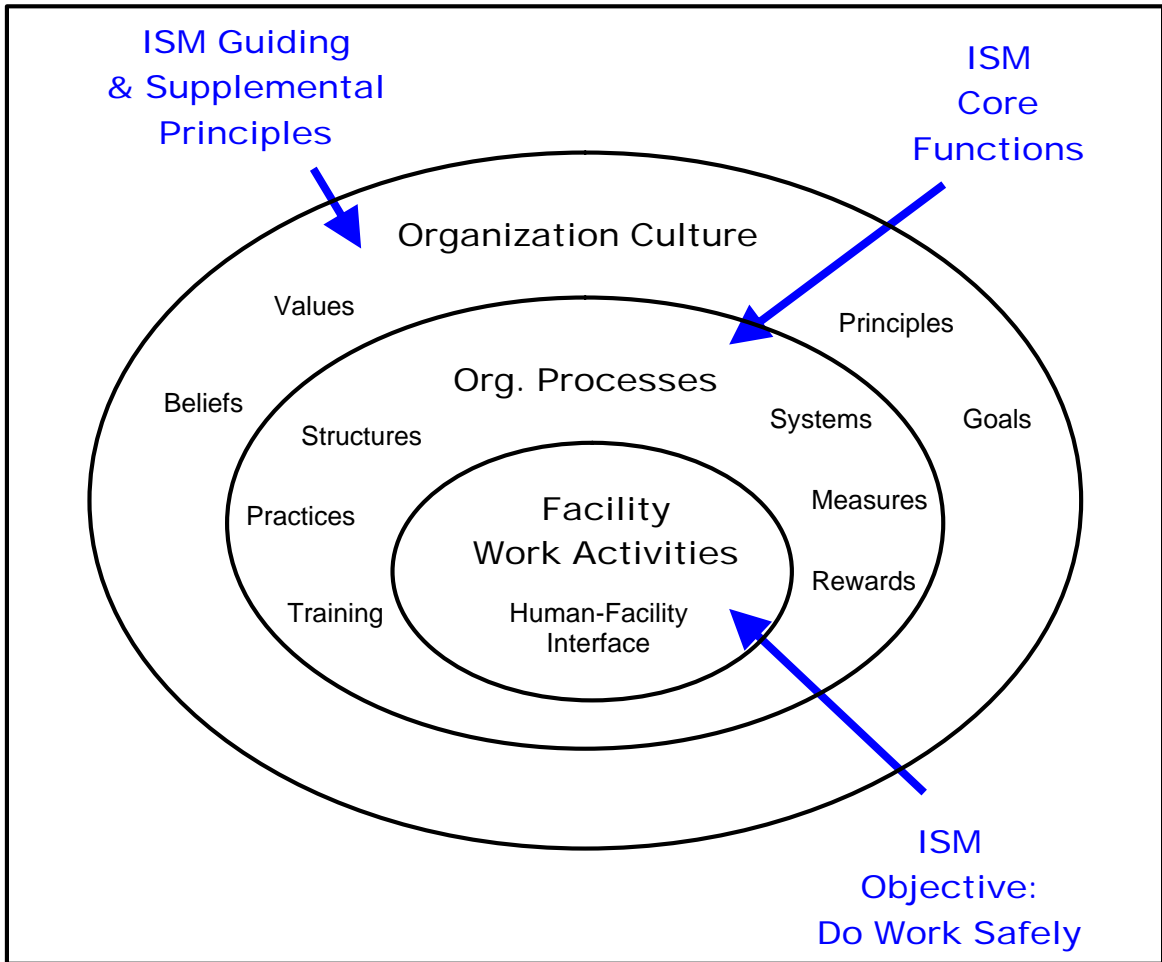 ISM Guiding
& Supplemental
Principles
ISM
Core
Functions
Organization Culture
Values
Principles
Beliefs
Goals
Org. Processes
Structures
Systems
Practices
Measures
Training
Rewards
Facility
Work Activities
Human-Facility
Interface
ISM
Objective:
Do Work Safely